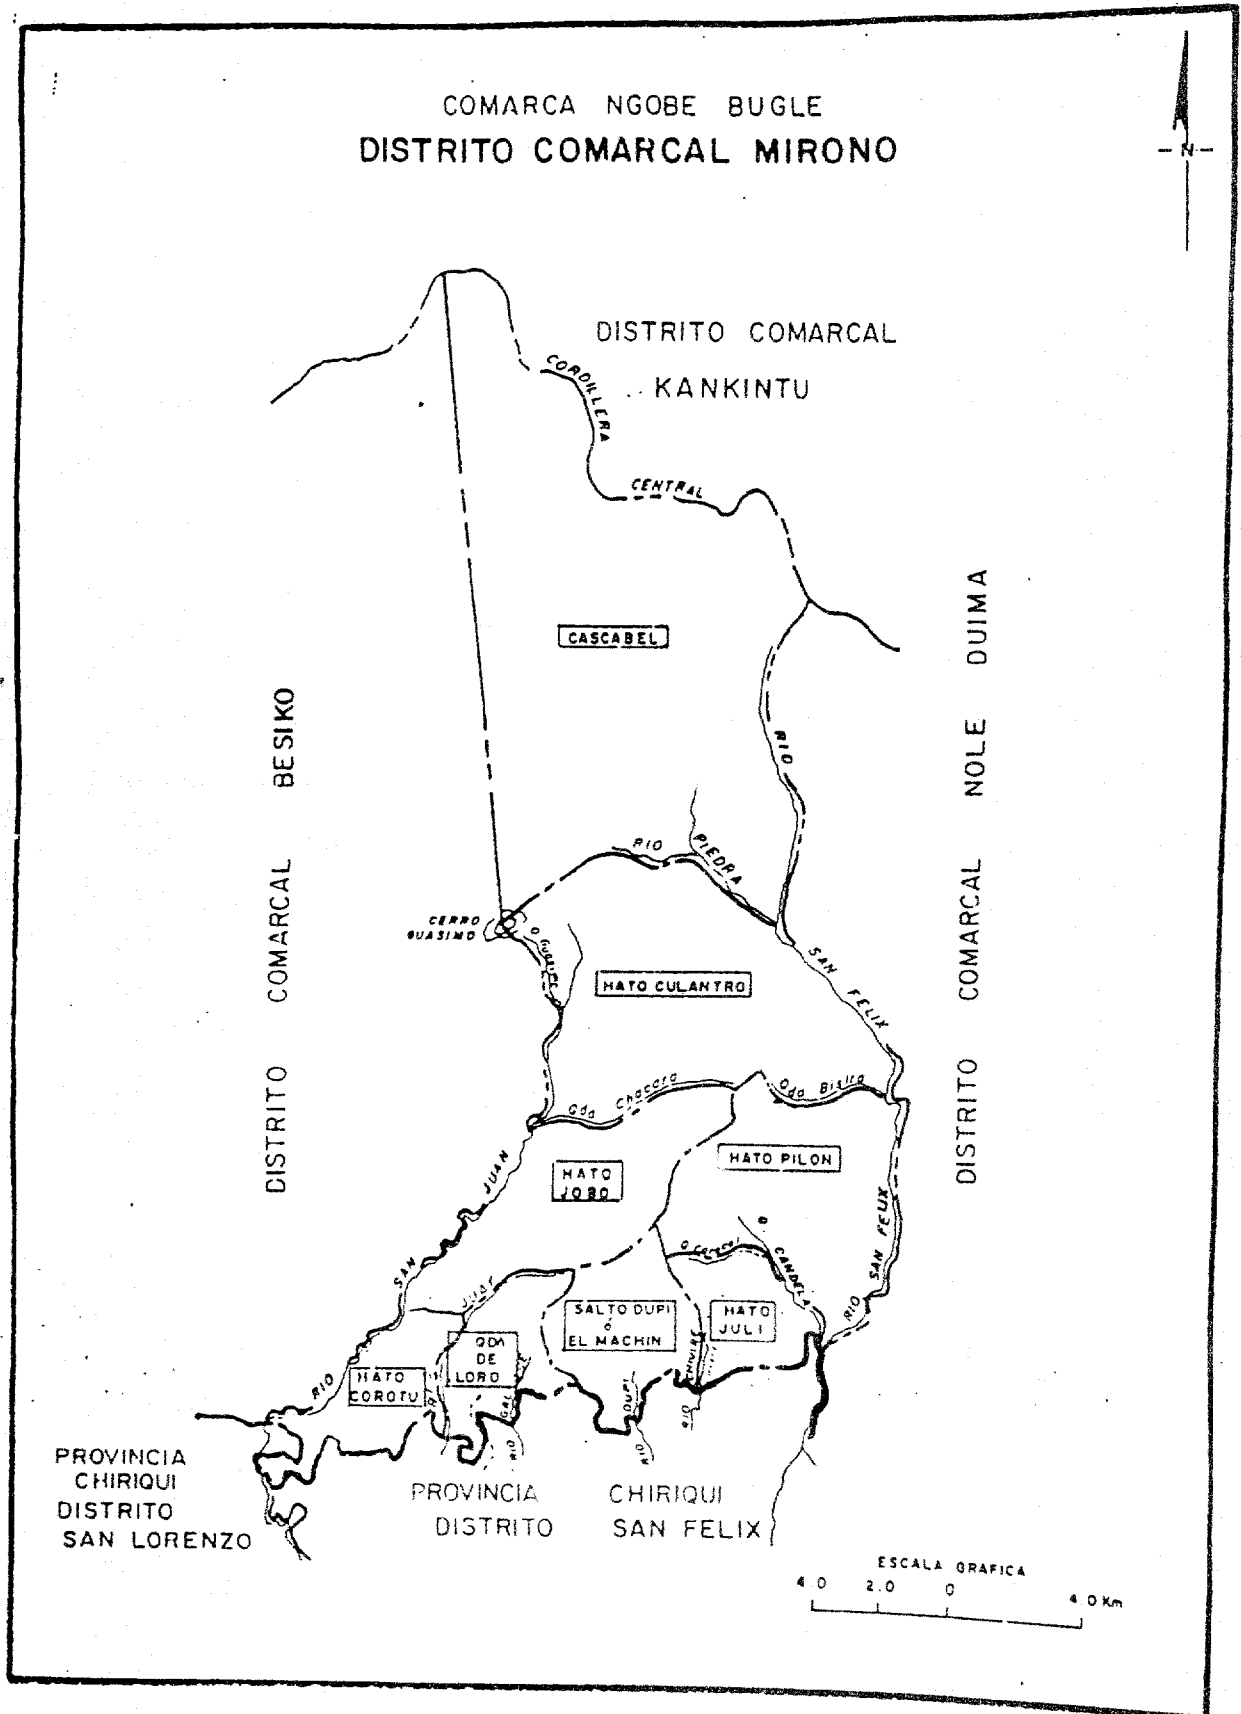 COMARCA NGOBE BUGLE
DISTRITO COMARCAL MIRONO
-N-
DISTRITO COMARCAL
KANKINTU
CORDILLERA
CENTRAL
CASCABEL
DISTRITO COMARCAL BESIKO
DISTRITO COMARCAL NOLE DUIMA
RIO
RIO PIEDRA
CERRO
GUASIMO
SAN FELIX
HATO CULANTRO
Qda Chacara
Qda Bisira
HATO PILON
HATO
JOBO
RIO SAN JUAN
RIO SAN FELIX
Q
CANDELA
SALTO DUPI
ó
EL MACHIN
HATO
JULI
QDA
DE
LORO
HATO
COROTU
RIO
DUPI
RIO
CHIVIRE
RIO
PROVINCIA
CHIRIQUI
DISTRITO
SAN LORENZO
PROVINCIA CHIRIQUI
DISTRITO SAN FELIX
ESCALA GRAFICA
4.0 2.0 0 4.0 Km